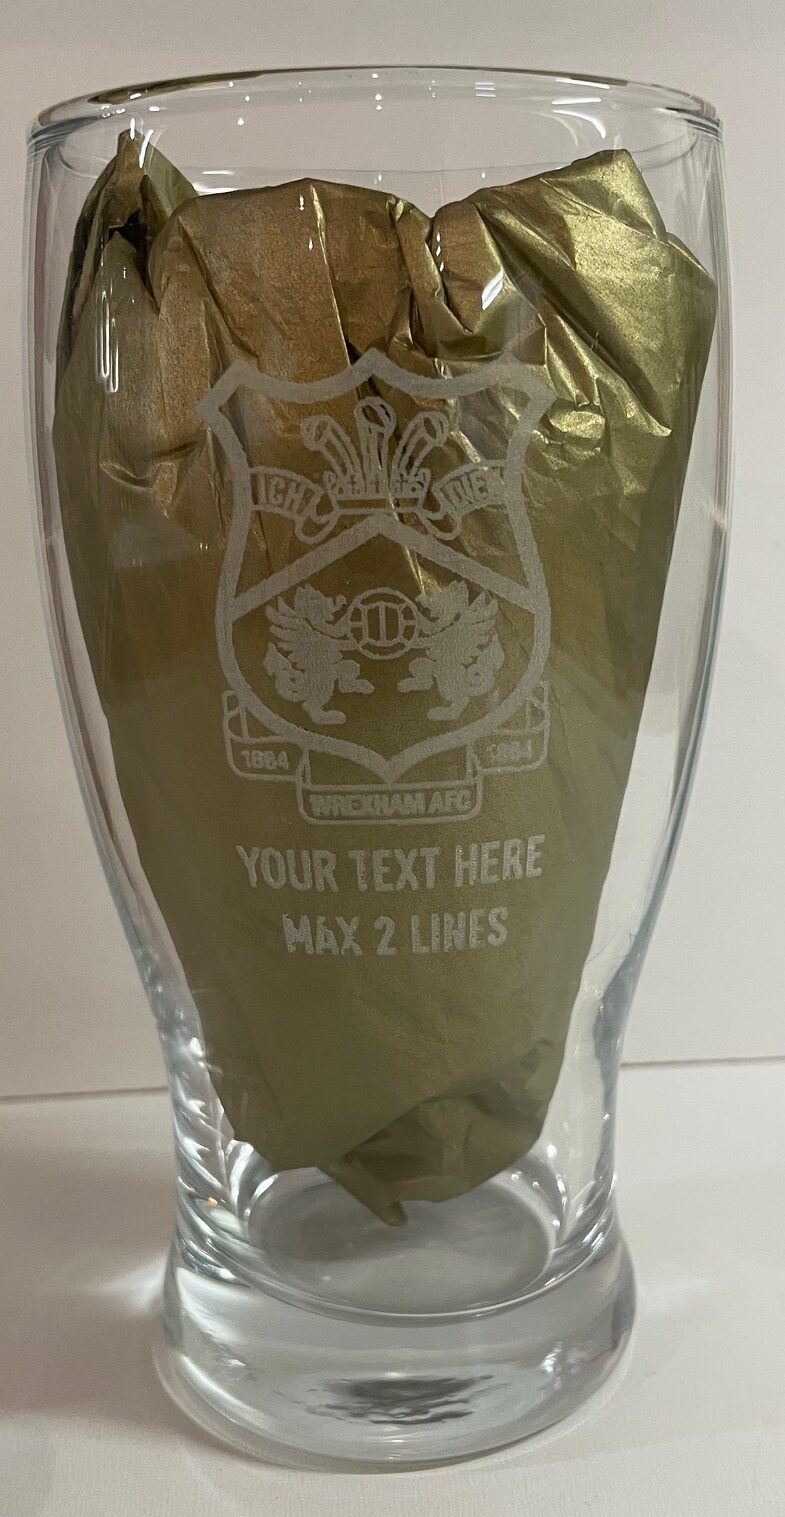 ICH DIEN
1864 1864
WREXHAM AFC
YOUR TEXT HERE
MAX 2 LINES